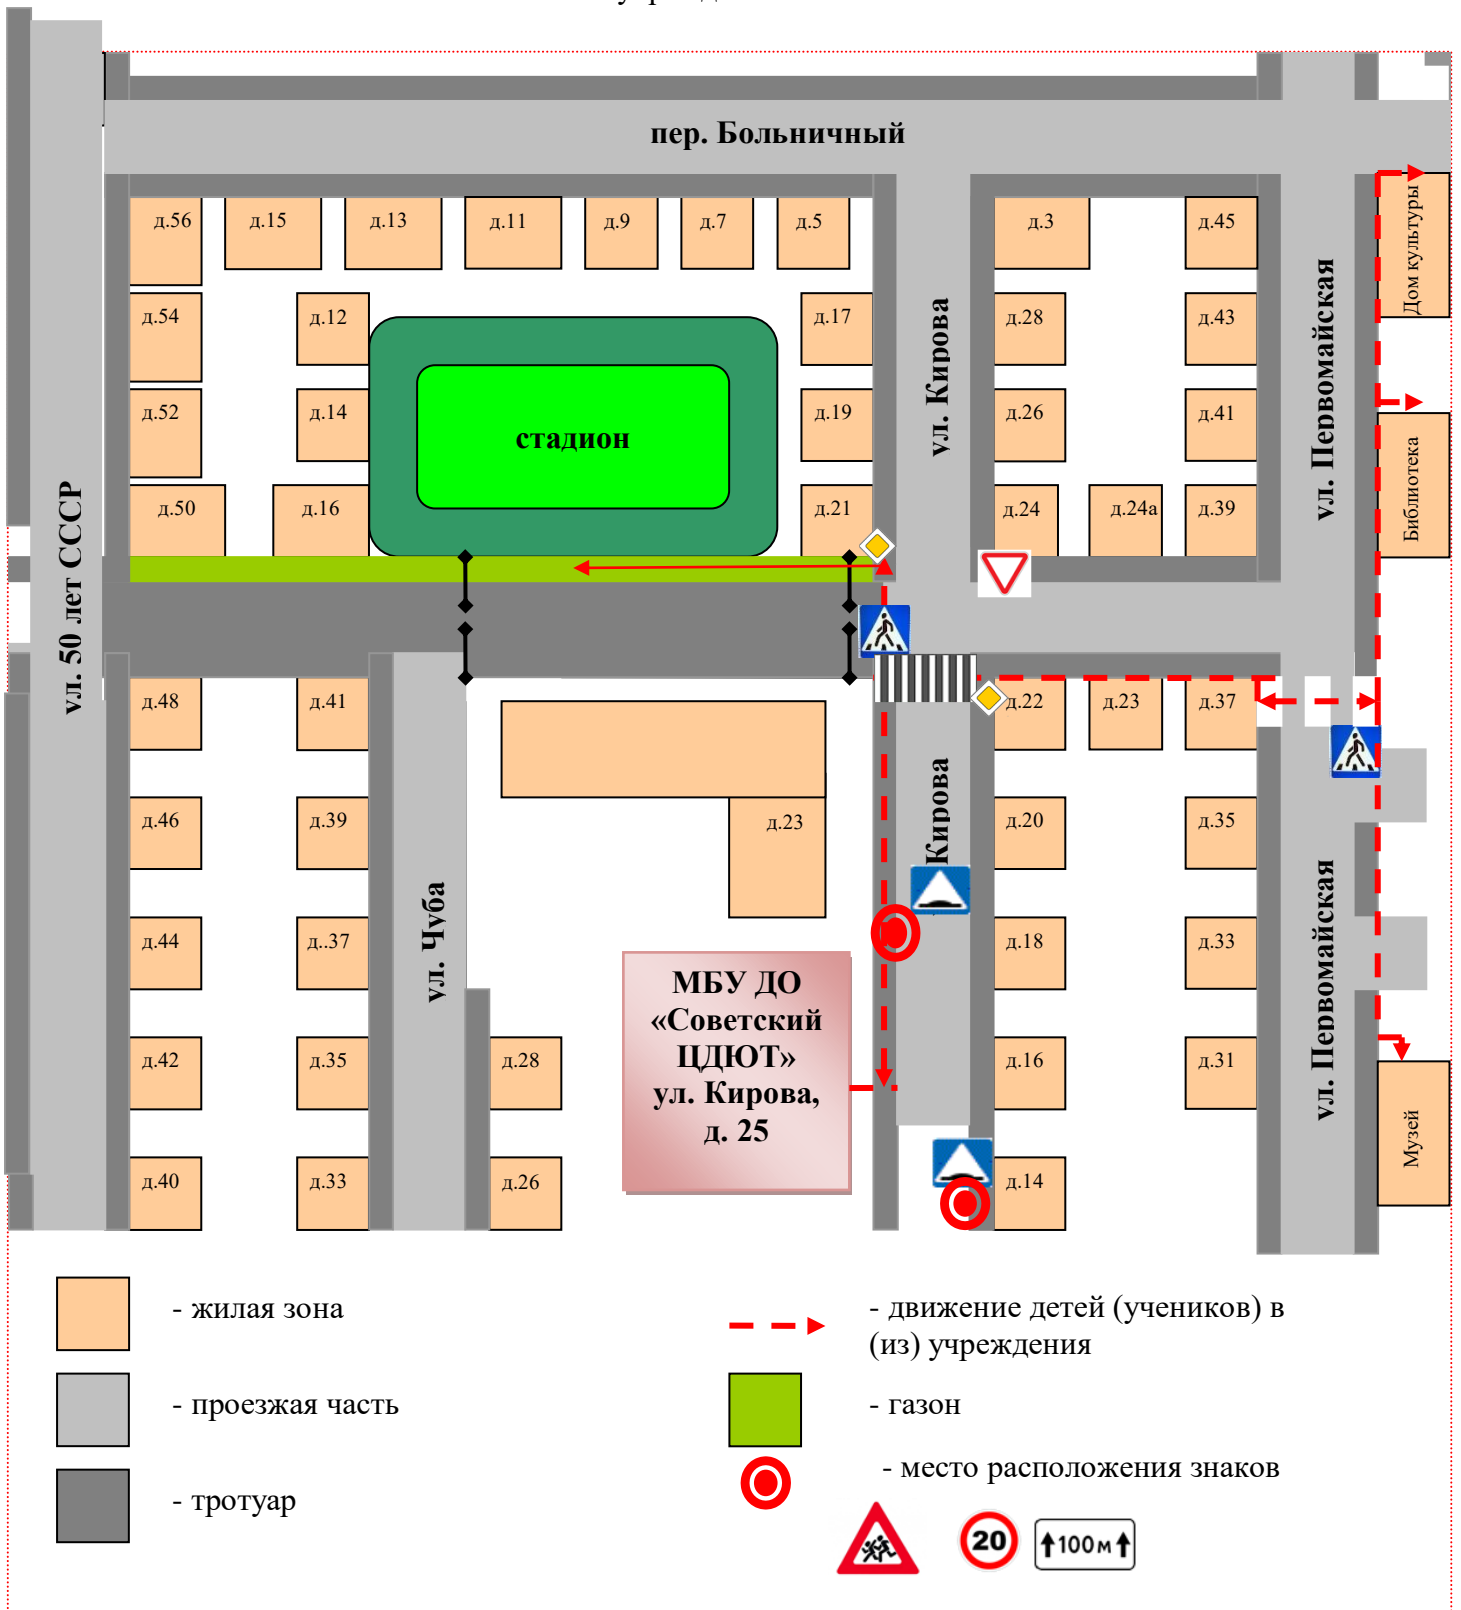 пер. Больничный
д.56
д.15
д.13
д.11
д.9
д.7
д.5
д.3
д.45
Дом культуры
д.54
д.12
д.17
ул. Кирова
д.28
д.43
ул. Первомайская
д.52
д.14
стадион
д.19
д.26
д.41
Библиотека
д.50
д.16
д.21
д.24
д.24а
д.39
ул. 50 лет СССР
д.48
д.41
д.22
д.23
д.37
д.46
д.39
д.23
Кирова
д.20
д.35
ул. Чуба
д.44
д..37
д.18
д.33
ул. Первомайская
МБУ ДО
«Советский
ЦДЮТ»
ул. Кирова,
д. 25
д.42
д.35
д.28
д.16
д.31
Музей
д.40
д.33
д.26
д.14
- жилая зона
- движение детей (учеников) в
(из) учреждения
- проезжая часть
- газон
- место расположения знаков
- тротуар
20
100 м